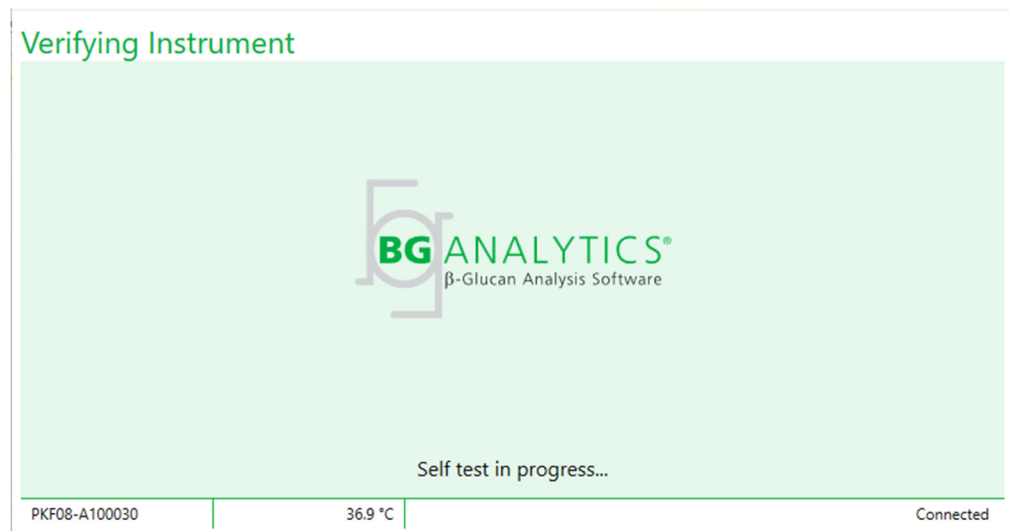 Verifying Instrument
BG ANALYTICS®
β-Glucan Analysis Software
Self test in progress...
PKF08-A100030 36.9 °C Connected